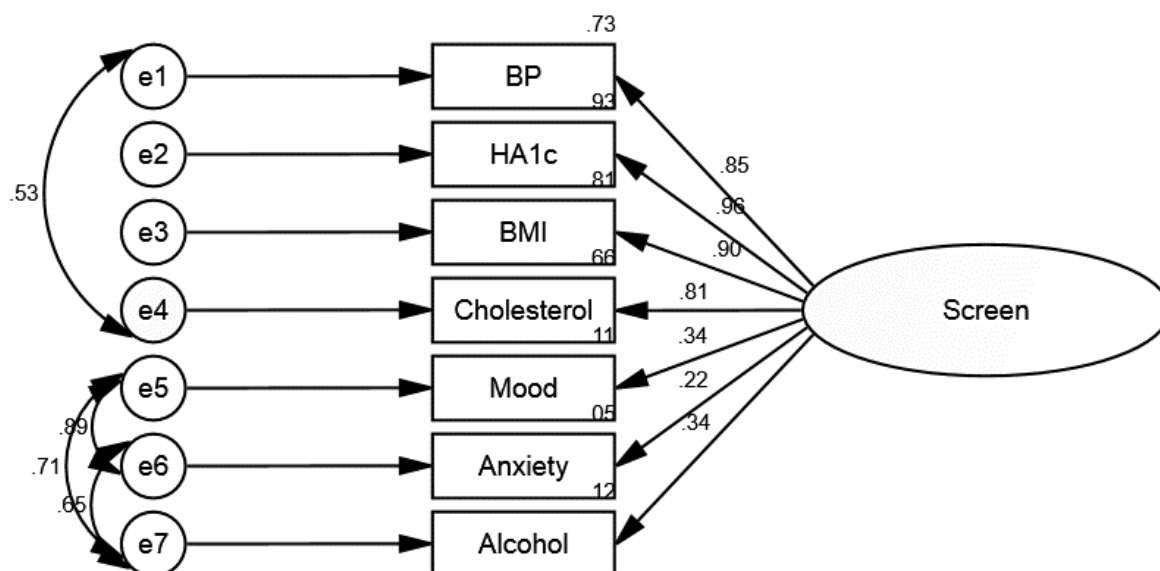 .73
e1
BP
.93
.85
e2
HA1c
.81
.96
.53
e3
BMI
.90
.66
e4
Cholesterol
.81
Screen
.11
.34
e5
Mood
.22
.05
.89
.34
.71
e6
Anxiety
.12
.65
e7
Alcohol